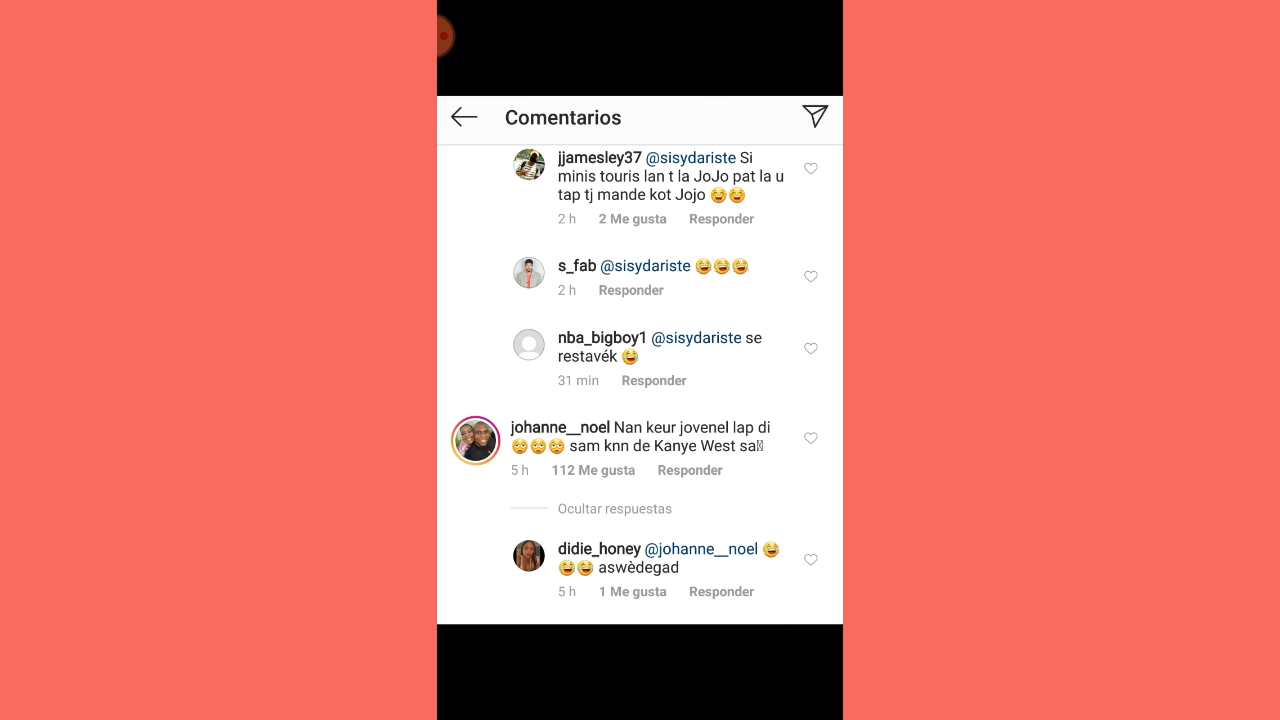 Comentarios
jjamesley37 @sisydariste Si
minis touris lan t la JoJo pat la u
tap tj mande kot Jojo 😂😂
2 h 2 Me gusta Responder
s_fab @sisydariste 😂😂😂
2 h Responder
nba_bigboy1 @sisydariste se
restavék 😂
31 min Responder
johanne__noel Nan keur jovenel lap di
🥺🥺🥺 sam knn de Kanye West sa
5 h 112 Me gusta Responder
Ocultar respuestas
didie_honey @johanne__noel 😂
😂😂 aswèdegad
5 h 1 Me gusta Responder